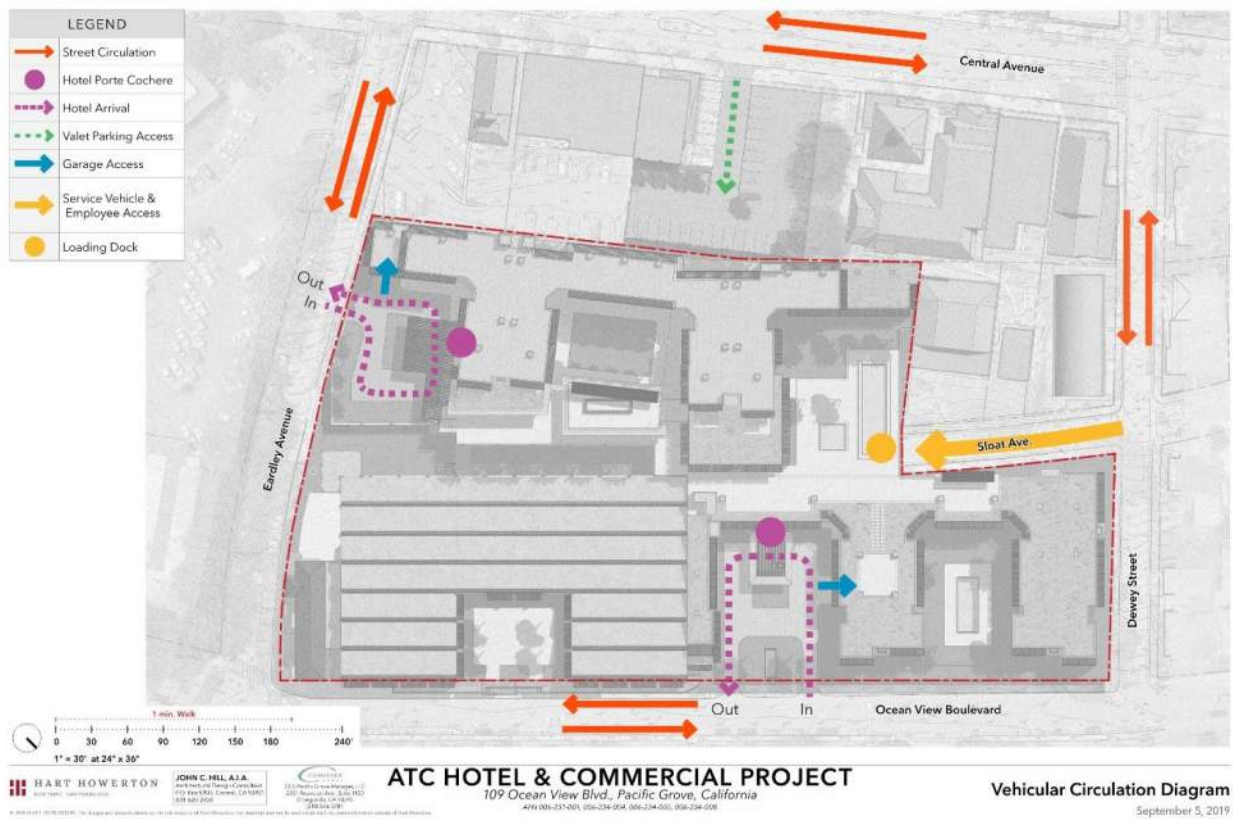 LEGEND
Street Circulation
Hotel Porte Cochere
Hotel Arrival
Valet Parking Access
Garage Access
Service Vehicle &
Employee Access
Loading Dock
Central Avenue
Out
In
Eardley Avenue
Sloat Ave.
Dewey Street
Out
In
Ocean View Boulevard
1 min. Walk
0 30 60 90 120 150 180 240'
1" = 30' at 24" x 36"
HART HOWERTON
JOHN C. HILL, A.I.A.
Architectural Design Consultant
ATC HOTEL & COMMERCIAL PROJECT
109 Ocean View Blvd., Pacific Grove, California
Vehicular Circulation Diagram
September 5, 2019